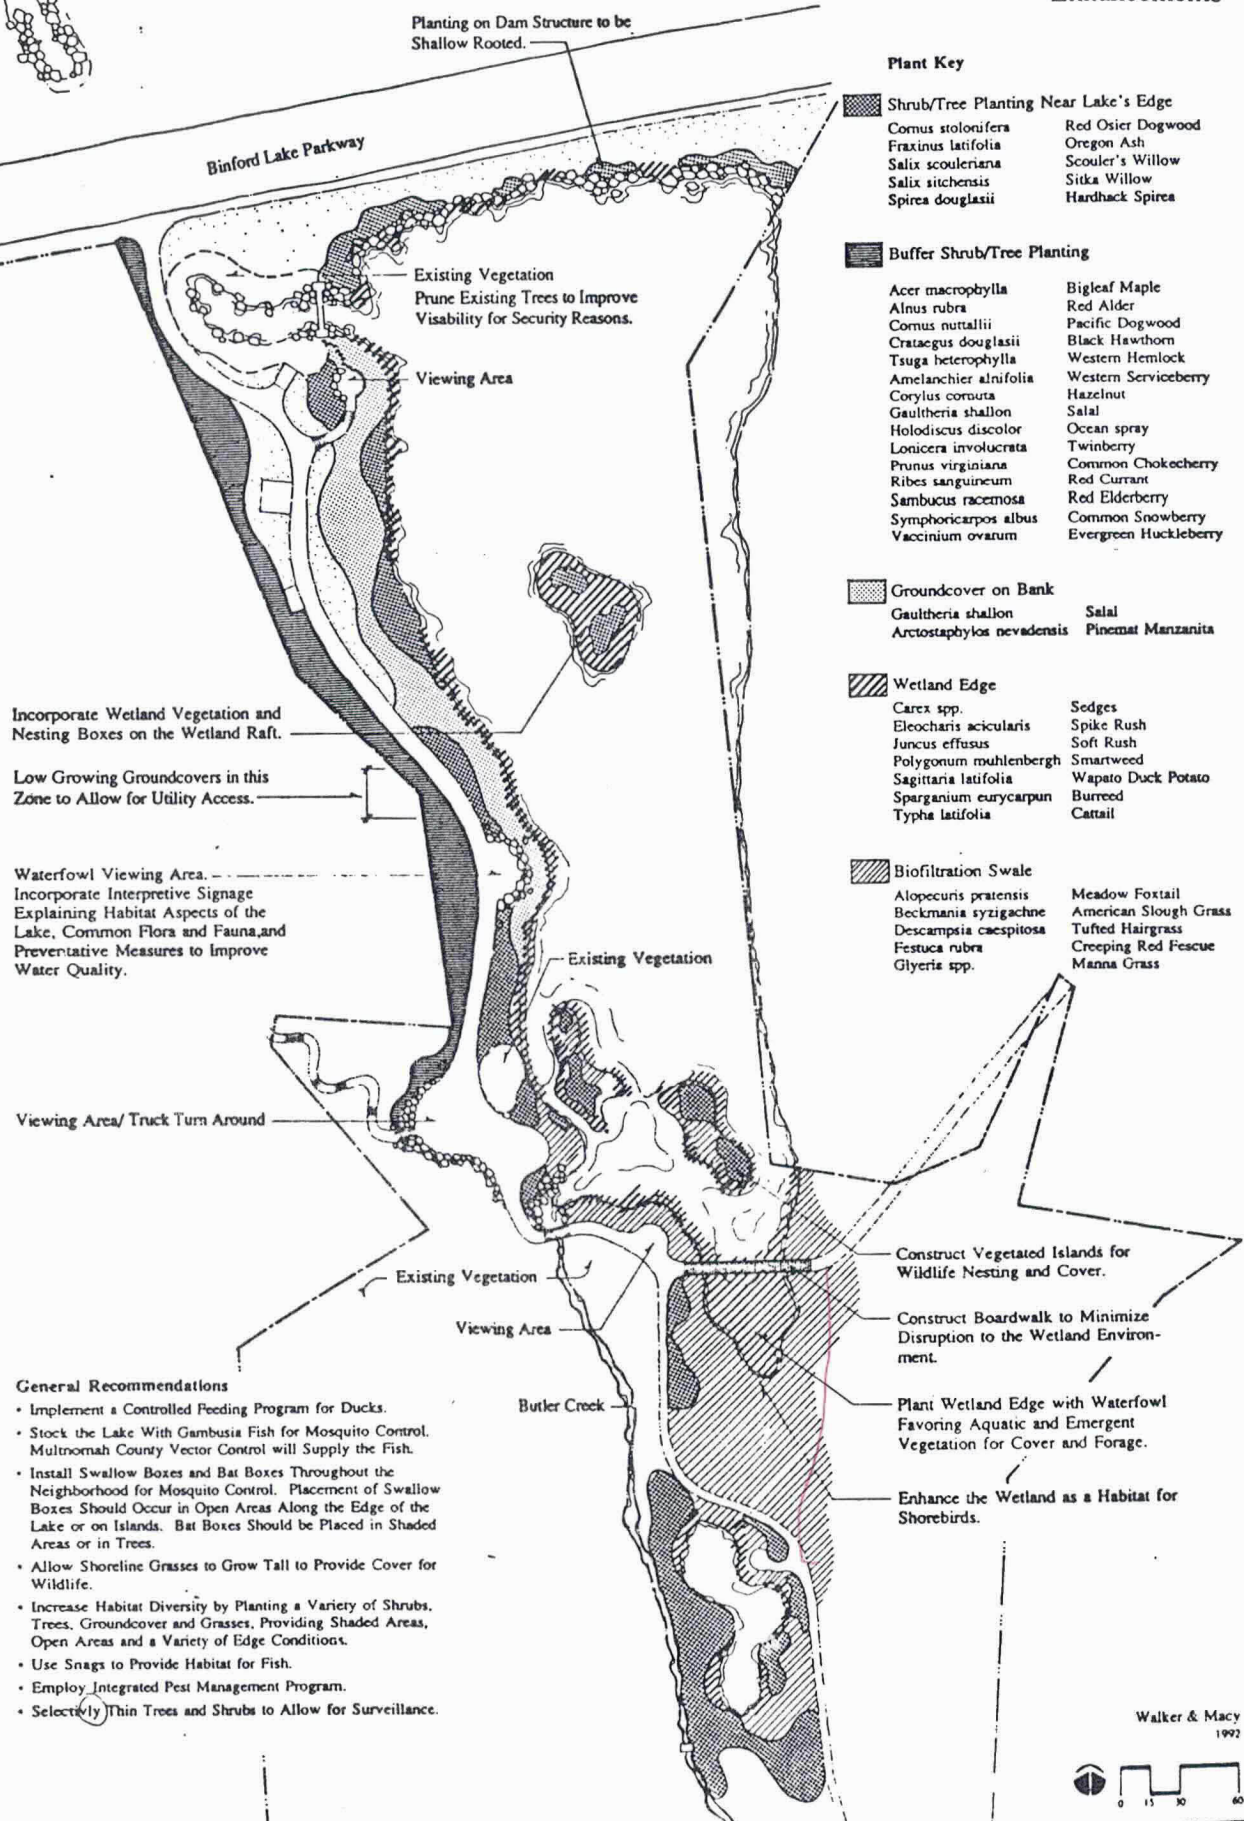 Planting on Dam Structure to be
Shallow Rooted.
Binford Lake Parkway
Existing Vegetation
Prune Existing Trees to Improve
Visability for Security Reasons.
Viewing Area
Incorporate Wetland Vegetation and
Nesting Boxes on the Wetland Raft.
Low Growing Groundcovers in this
Zone to Allow for Utility Access.
Waterfowl Viewing Area.
Incorporate Interpretive Signage
Explaining Habitat Aspects of the
Lake, Common Flora and Fauna,and
Preventative Measures to Improve
Water Quality.
Existing Vegetation
Viewing Area/ Truck Turn Around
Existing Vegetation
Viewing Area
Butler Creek
General Recommendations
• Implement a Controlled Feeding Program for Ducks.
• Stock the Lake With Gambusia Fish for Mosquito Control.
Multnomah County Vector Control will Supply the Fish.
• Install Swallow Boxes and Bat Boxes Throughout the
Neighborhood for Mosquito Control. Placement of Swallow
Boxes Should Occur in Open Areas Along the Edge of the
Lake or on Islands. Bat Boxes Should be Placed in Shaded
Areas or in Trees.
• Allow Shoreline Grasses to Grow Tall to Provide Cover for
Wildlife.
• Increase Habitat Diversity by Planting a Variety of Shrubs,
Trees, Groundcover and Grasses, Providing Shaded Areas,
Open Areas and a Variety of Edge Conditions.
• Use Snags to Provide Habitat for Fish.
• Employ Integrated Pest Management Program.
• Selectivly Thin Trees and Shrubs to Allow for Surveillance.
Plant Key
Shrub/Tree Planting Near Lake's Edge
Cornus stolonifera Red Osier Dogwood
Fraxinus latifolia Oregon Ash
Salix scouleriana Scouler's Willow
Salix sitchensis Sitka Willow
Spirea douglasii Hardhack Spirea
Buffer Shrub/Tree Planting
Acer macrophylla Bigleaf Maple
Alnus rubra Red Alder
Cornus nuttallii Pacific Dogwood
Crataegus douglasii Black Hawthorn
Tsuga heterophylla Western Hemlock
Amelanchier alnifolia Western Serviceberry
Corylus cornuta Hazelnut
Gaultheria shallon Salal
Holodiscus discolor Ocean spray
Lonicera involucrata Twinberry
Prunus virginiana Common Chokecherry
Ribes sanguineum Red Currant
Sambucus racemosa Red Elderberry
Symphoricarpos albus Common Snowberry
Vaccinium ovarum Evergreen Huckleberry
Groundcover on Bank
Gaultheria shallon Salal
Arctostaphylos nevadensis Pinemat Manzanita
Wetland Edge
Carex spp. Sedges
Eleocharis acicularis Spike Rush
Juncus effusus Soft Rush
Polygonum muhlenbergh Smartweed
Sagittaria latifolia Wapato Duck Potato
Sparganium eurycarpun Burreed
Typha latifolia Cattail
Biofiltration Swale
Alopecuris pratensis Meadow Foxtail
Beckmania syzigachne American Slough Grass
Descampsia caespitosa Tufted Hairgrass
Festuca rubra Creeping Red Fescue
Glyeria spp. Manna Grass
Construct Vegetated Islands for
Wildlife Nesting and Cover.
Construct Boardwalk to Minimize
Disruption to the Wetland Environ-
ment.
Plant Wetland Edge with Waterfowl
Favoring Aquatic and Emergent
Vegetation for Cover and Forage.
Enhance the Wetland as a Habitat for
Shorebirds.
Walker & Macy
1992
0 15 30 60